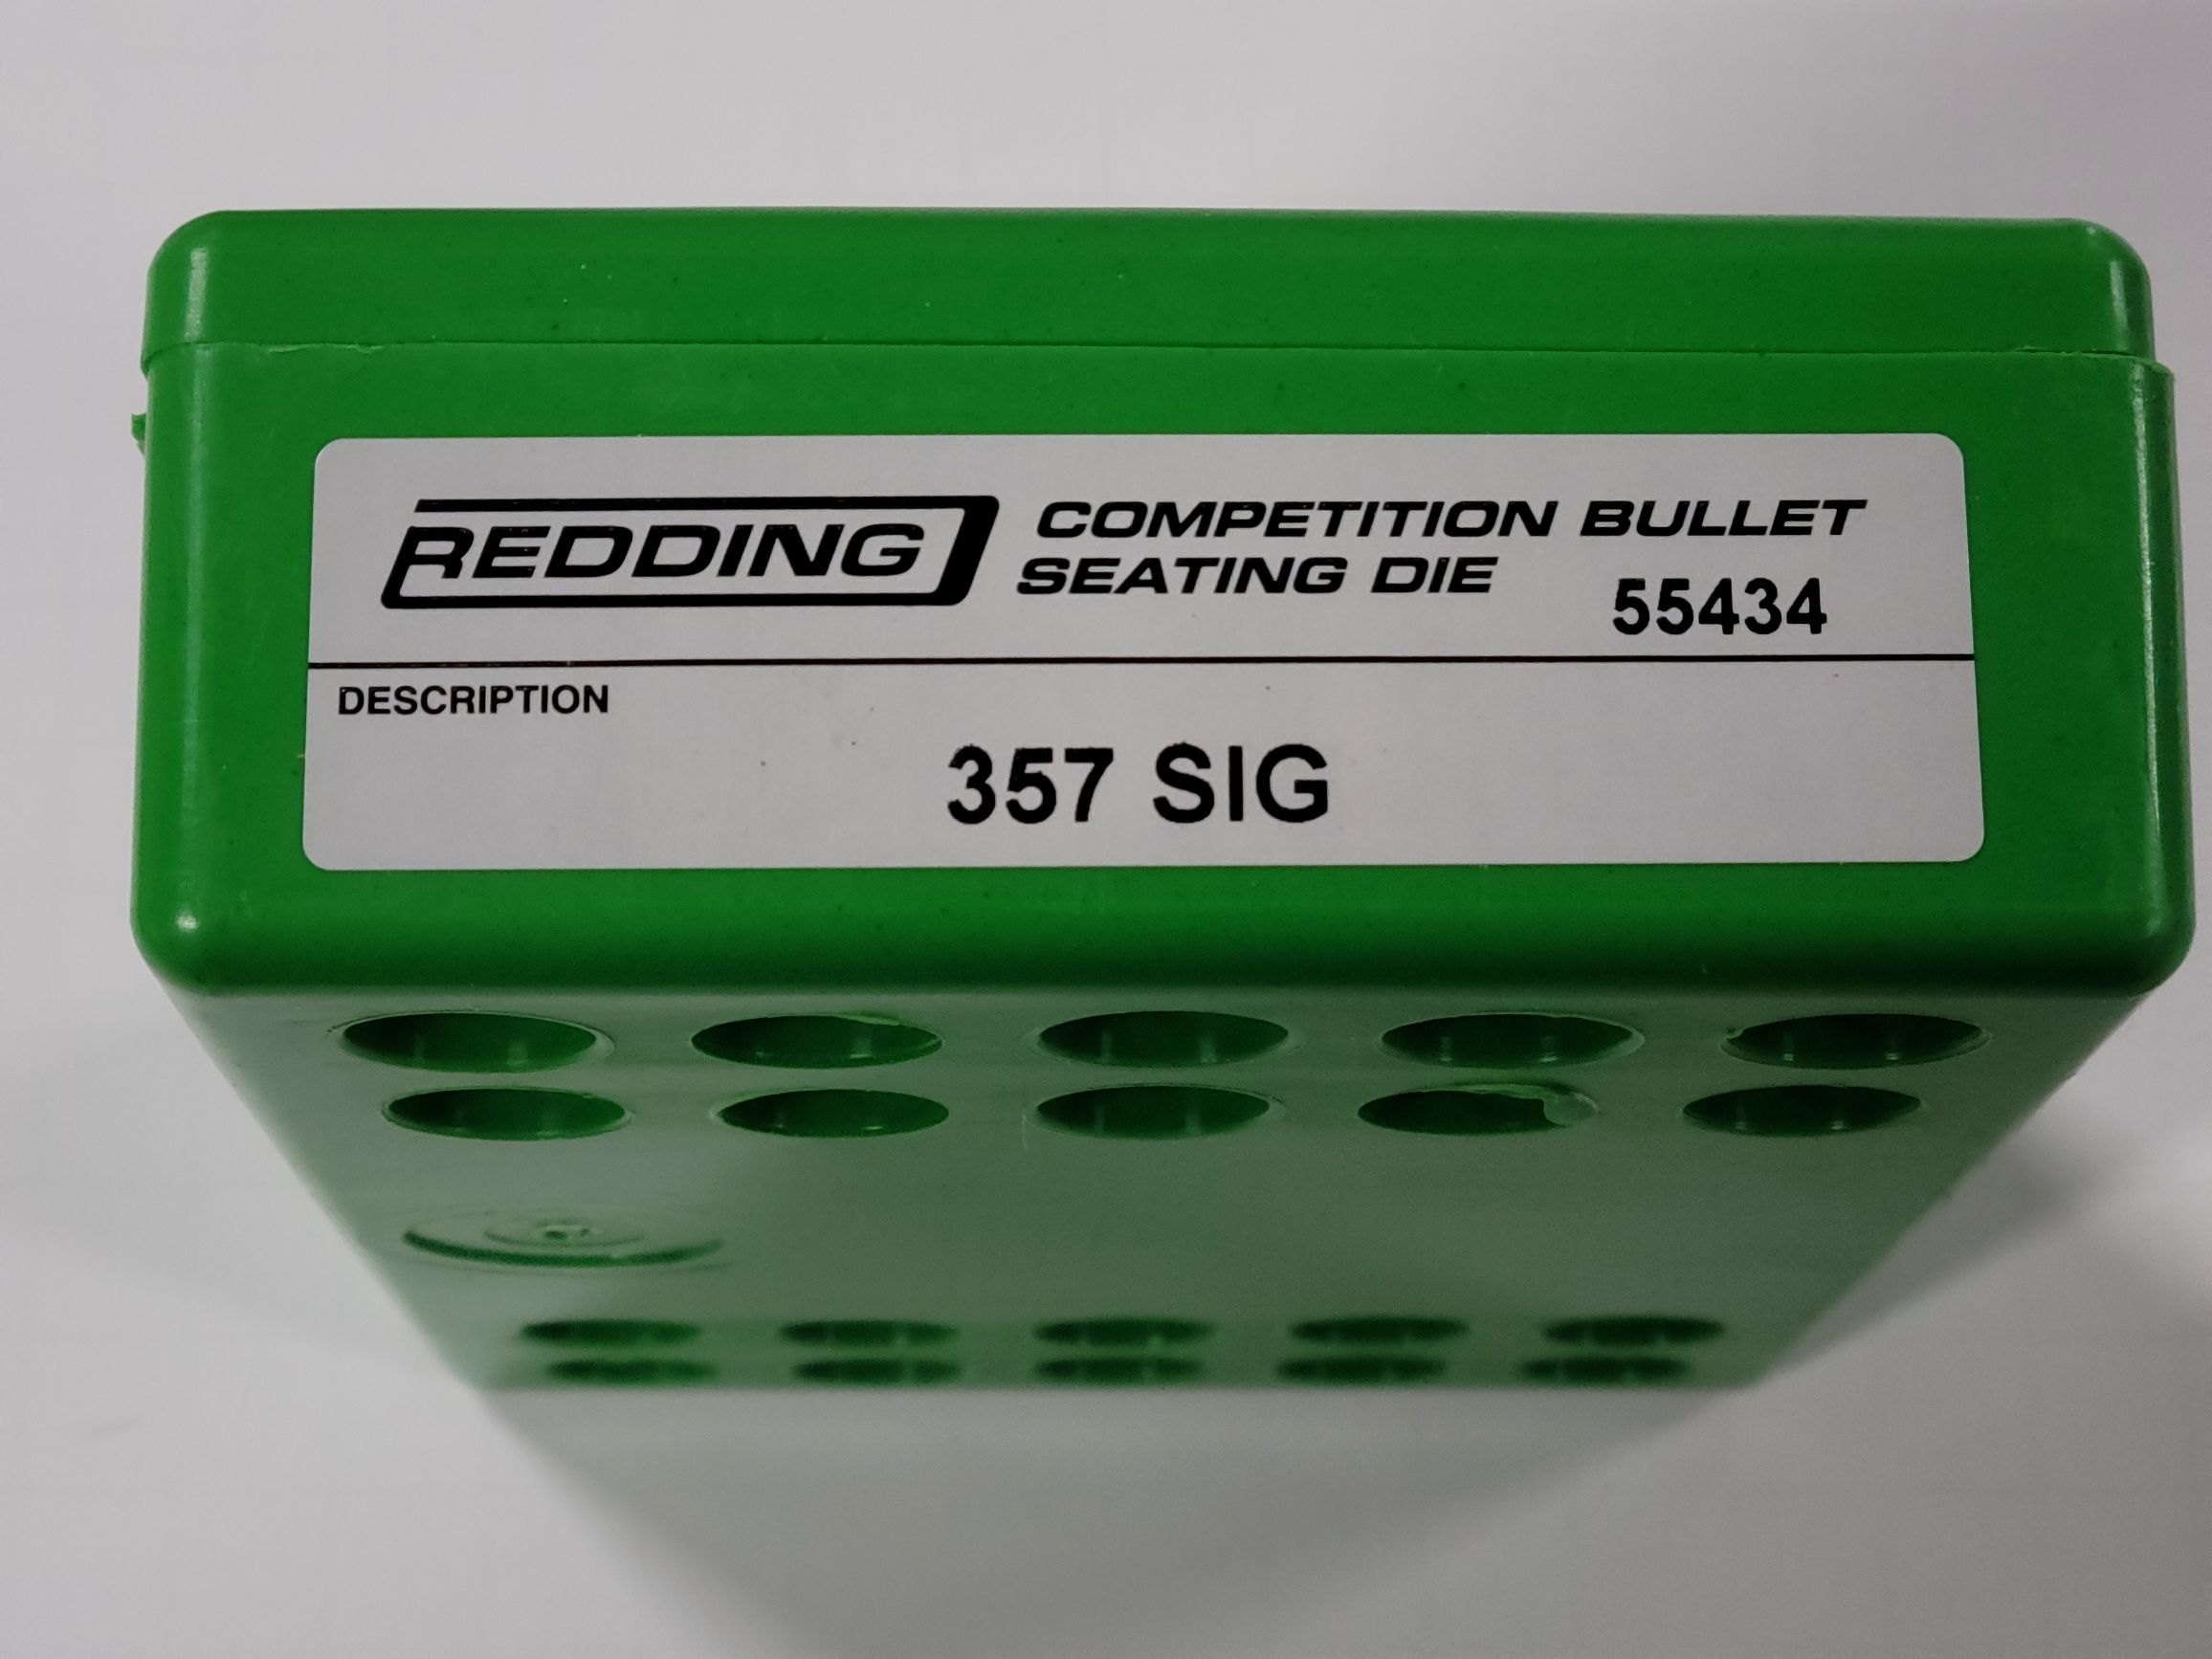 REDDING COMPETITION BULLET
SEATING DIE 55434
DESCRIPTION
357 SIG